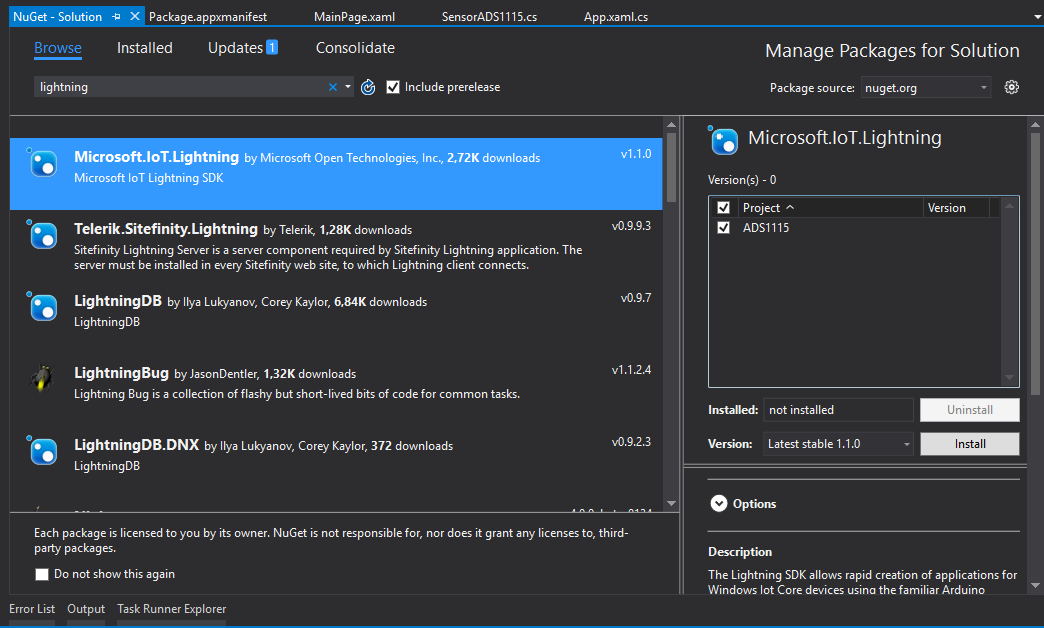 NuGet - Solution
Package.appxmanifest
MainPage.xaml
SensorADS1115.cs
App.xaml.cs
Browse
Installed
Updates 1
Consolidate
Manage Packages for Solution
lightning
Include prerelease
Package source: nuget.org
Microsoft.IoT.Lightning by Microsoft Open Technologies, Inc., 2,72K downloads
v1.1.0
Microsoft IoT Lightning SDK
Telerik.Sitefinity.Lightning by Telerik, 1,28K downloads
v0.9.9.3
Sitefinity Lightning Server is a server component required by Sitefinity Lightning application. The
server must be installed in every Sitefinity web site, to which Lightning client connects.
LightningDB by Ilya Lukyanov, Corey Kaylor, 6,84K downloads
v0.9.7
LightningDB
LightningBug by JasonDentler, 1,32K downloads
v1.1.2.4
Lightning Bug is a collection of flashy but short-lived bits of code for common tasks.
LightningDB.DNX by Ilya Lukyanov, Corey Kaylor, 372 downloads
v0.9.2.3
LightningDB
Each package is licensed to you by its owner. NuGet is not responsible for, nor does it grant any licenses to, third-
party packages.
Do not show this again
Microsoft.IoT.Lightning
Version(s) - 0
Project
Version
ADS1115
Installed: not installed
Uninstall
Version: Latest stable 1.1.0
Install
Options
Description
The Lightning SDK allows rapid creation of applications for
Windows Iot Core devices using the familiar Arduino
Error List
Output
Task Runner Explorer